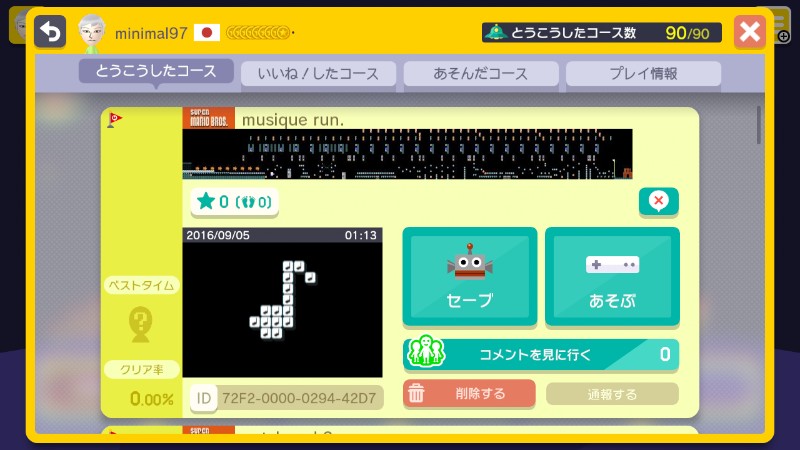 minimal97
とうこうしたコース数 90/90
とうこうしたコース
いいね！したコース
あそんだコース
プレイ情報
SUPER
MARIO BROS.
musique run.
0 (0)
2016/09/05 01:13
セーブ
あそぶ
ベストタイム
コメントを見に行く 0
クリア率
0.00%
ID 72F2-0000-0294-42D7
削除する
通報する
SUPER